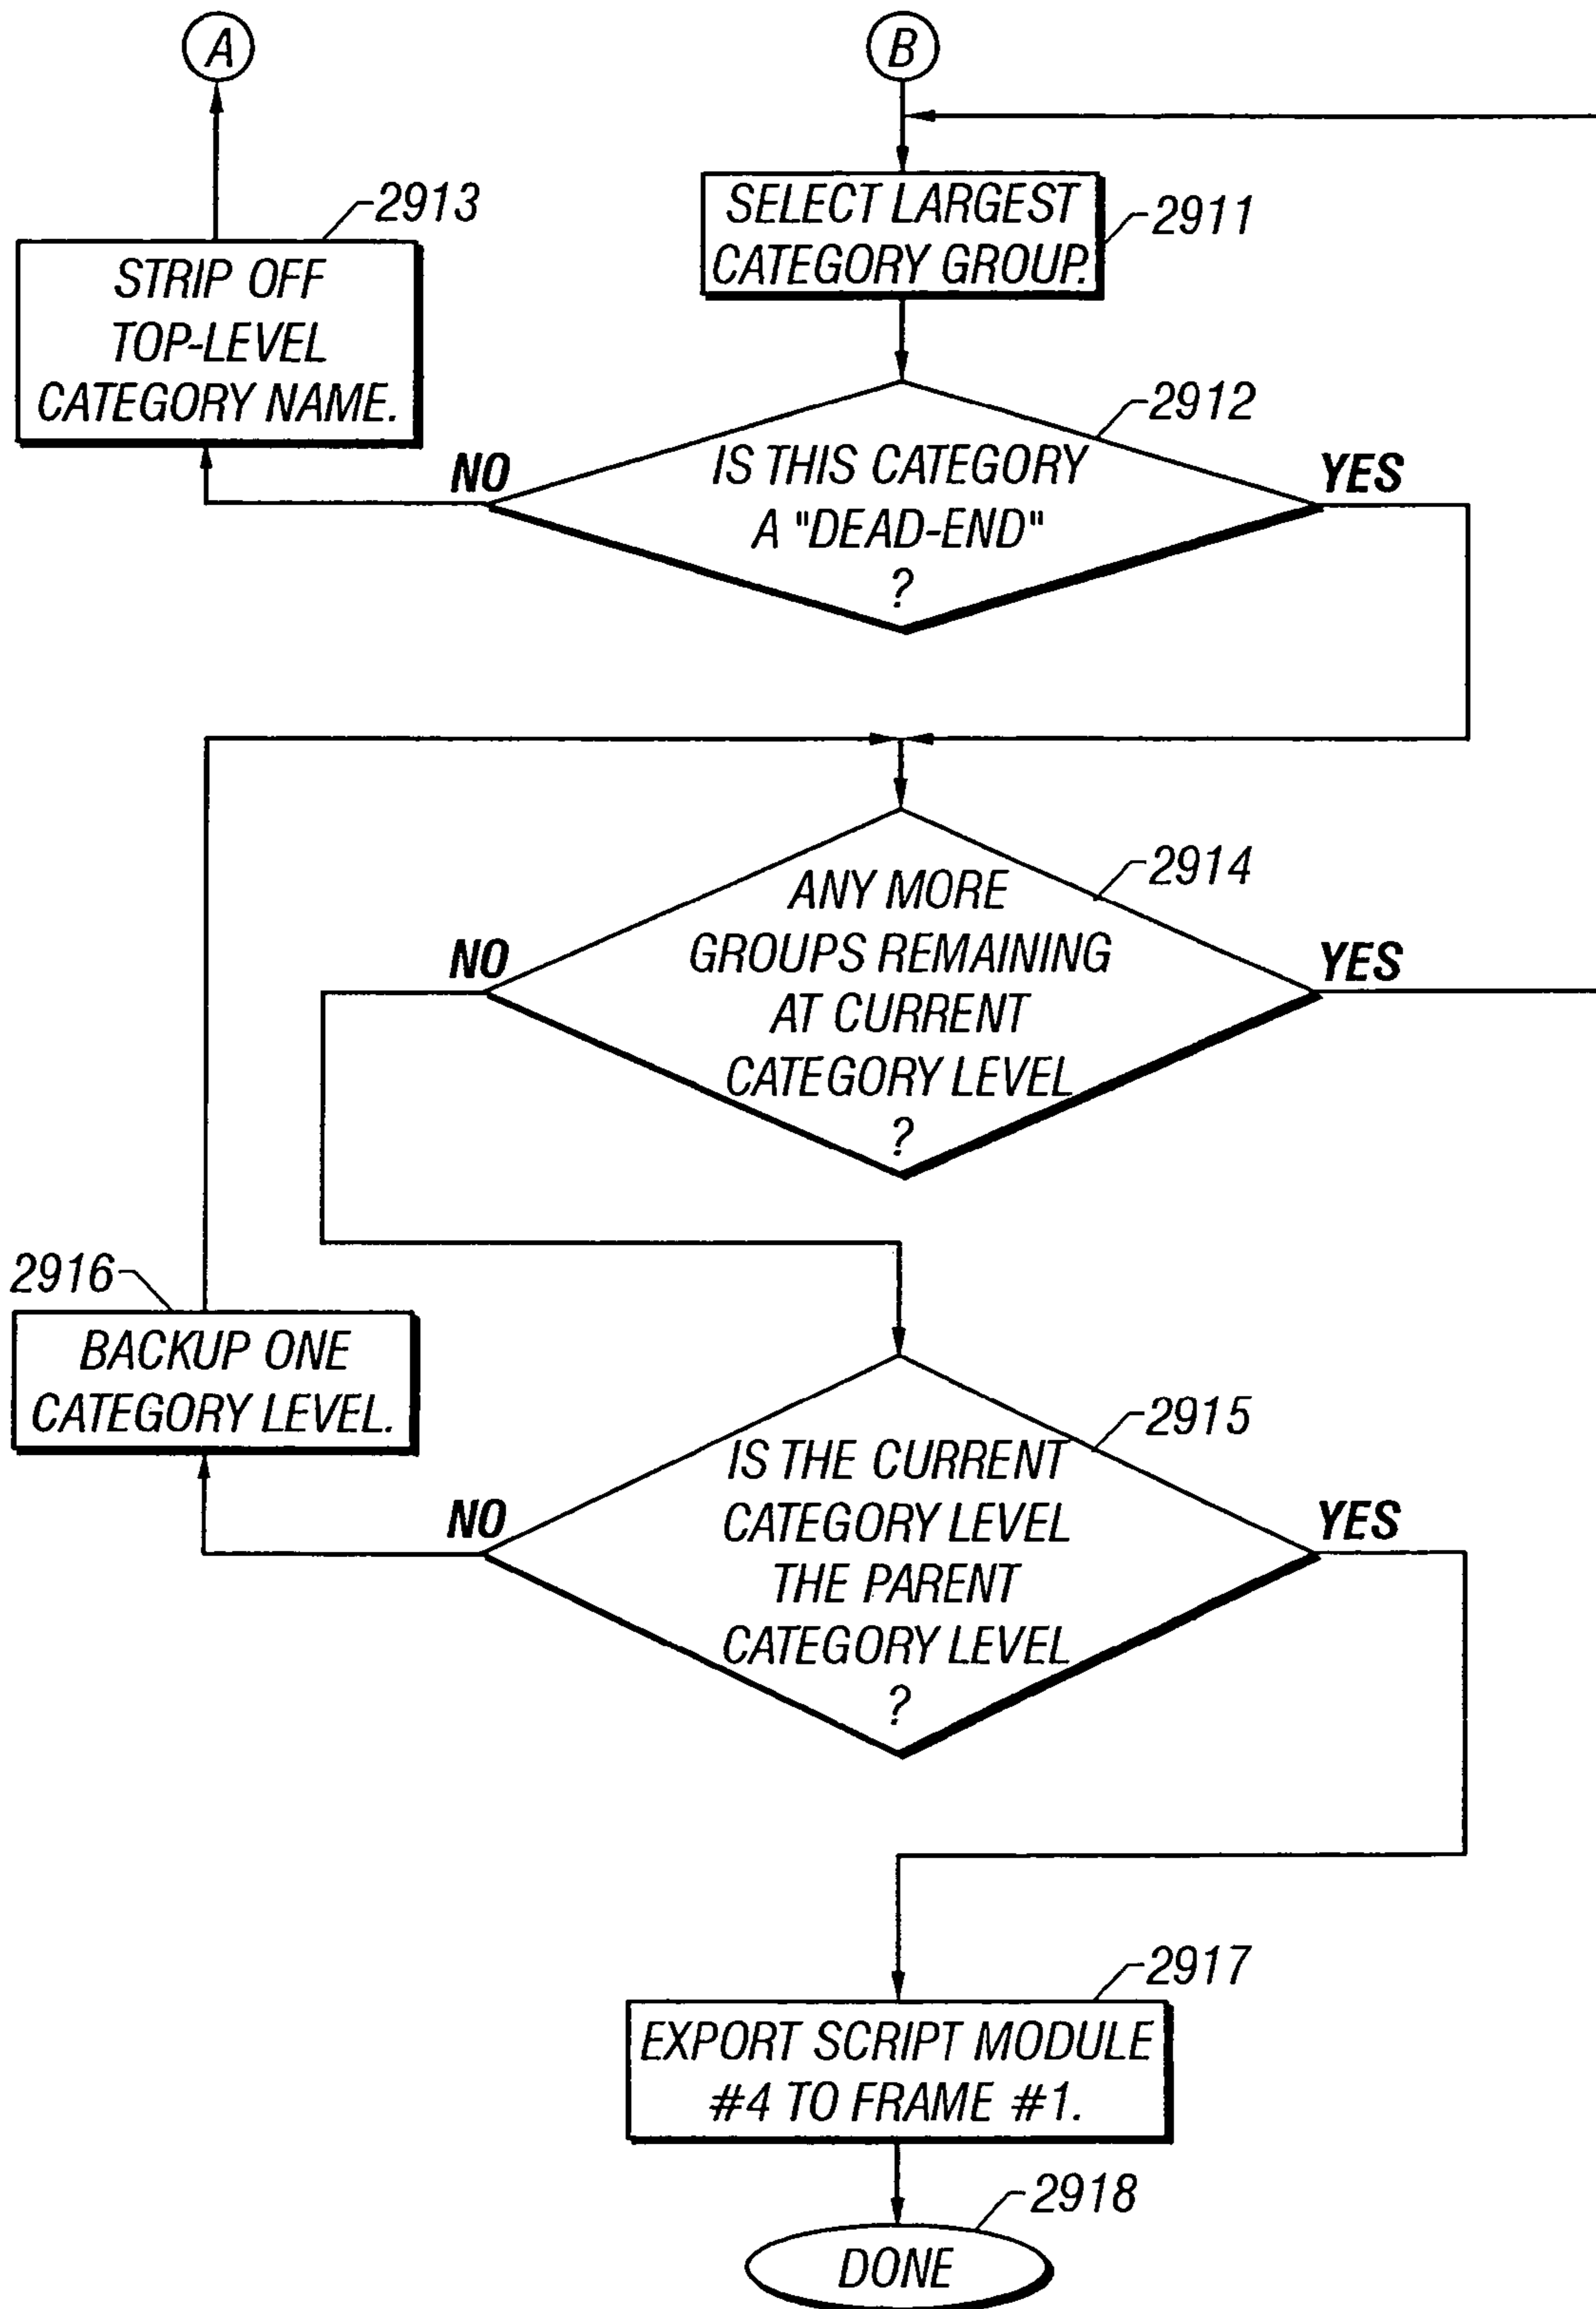 A
B
2913
STRIP OFF
TOP-LEVEL
CATEGORY NAME.
SELECT LARGEST
CATEGORY GROUP.
2911
2912
IS THIS CATEGORY
A "DEAD-END"
?
NO
YES
2914
ANY MORE
GROUPS REMAINING
AT CURRENT
CATEGORY LEVEL
?
NO
YES
2916
BACKUP ONE
CATEGORY LEVEL.
2915
IS THE CURRENT
CATEGORY LEVEL
THE PARENT
CATEGORY LEVEL
?
NO
YES
2917
EXPORT SCRIPT MODULE
#4 TO FRAME #1.
2918
DONE